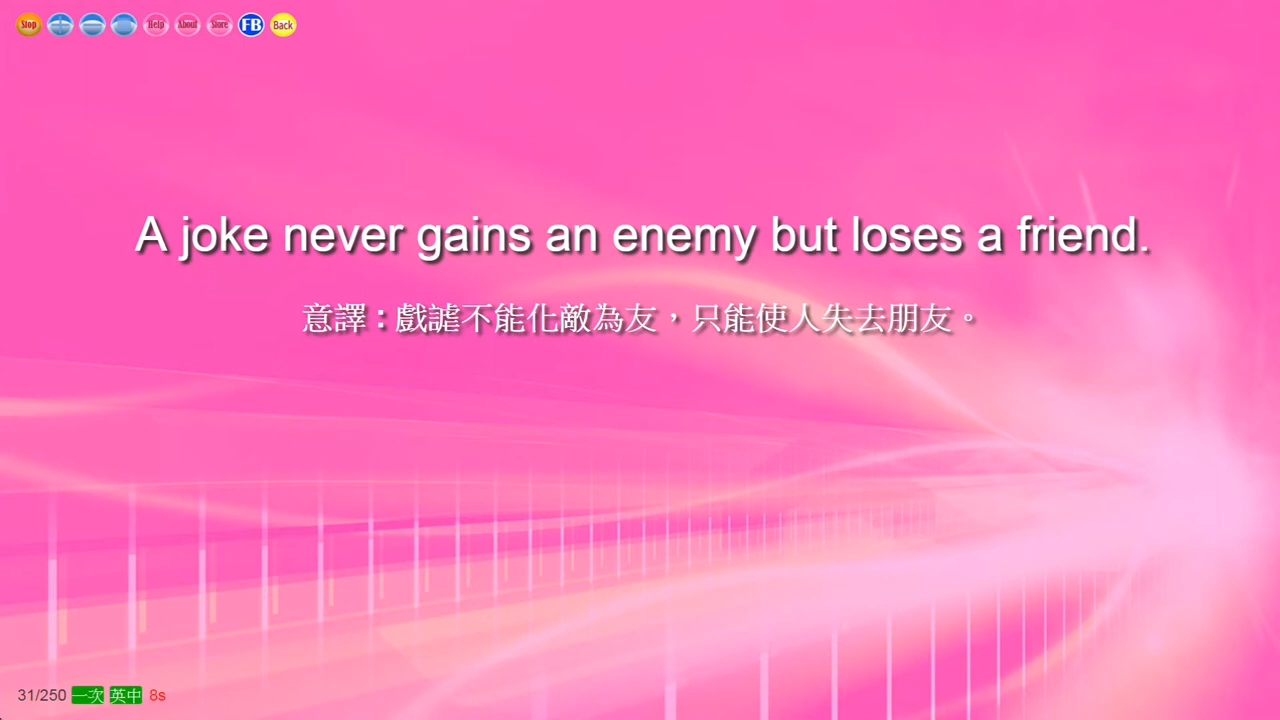 Stop Help About Store FB Back
A joke never gains an enemy but loses a friend.
意譯：戲謔不能化敵為友，只能使人失去朋友。
31/250 一次 英中 8s